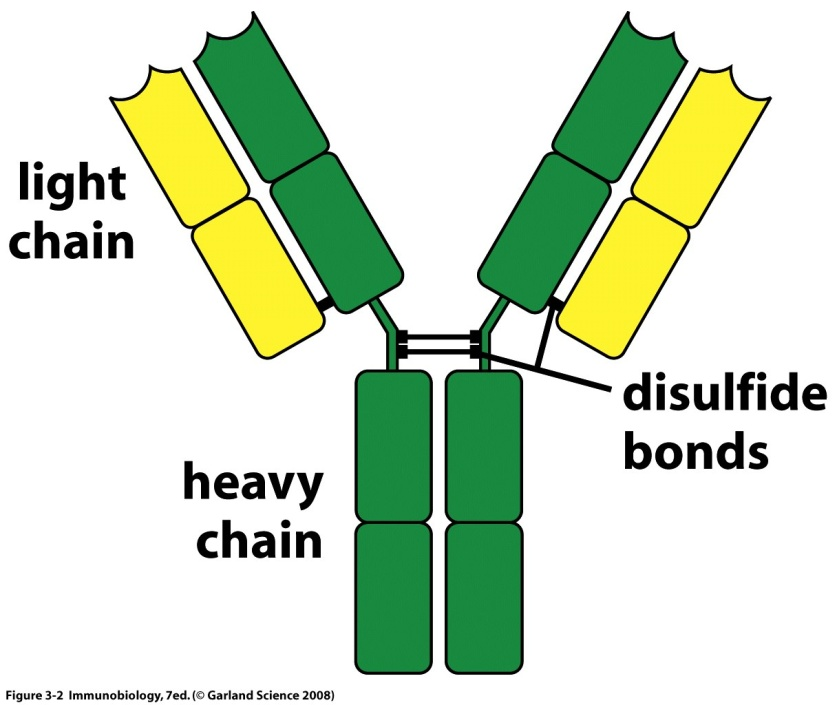 light
chain
disulfide
bonds
heavy
chain
Figure 3-2 Immunobiology, 7ed. (© Garland Science 2008)